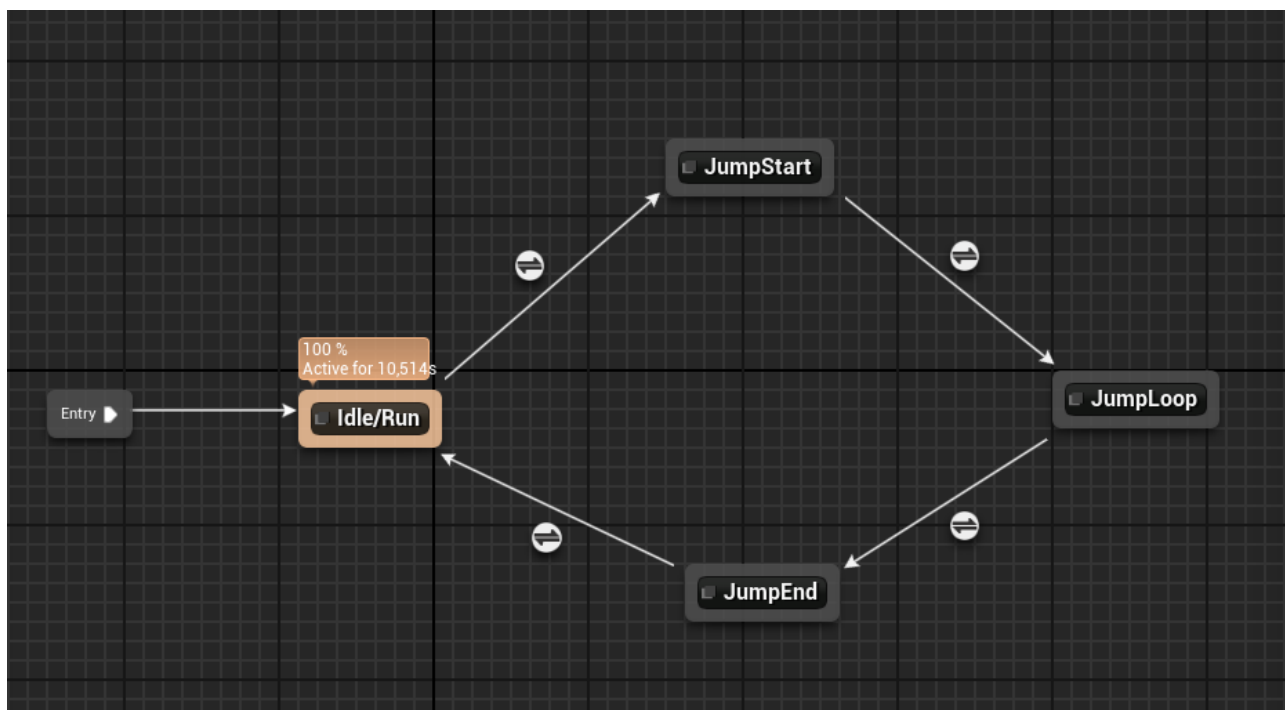 JumpStart
100 %
Active for 10,514s
Entry
Idle/Run
JumpLoop
JumpEnd